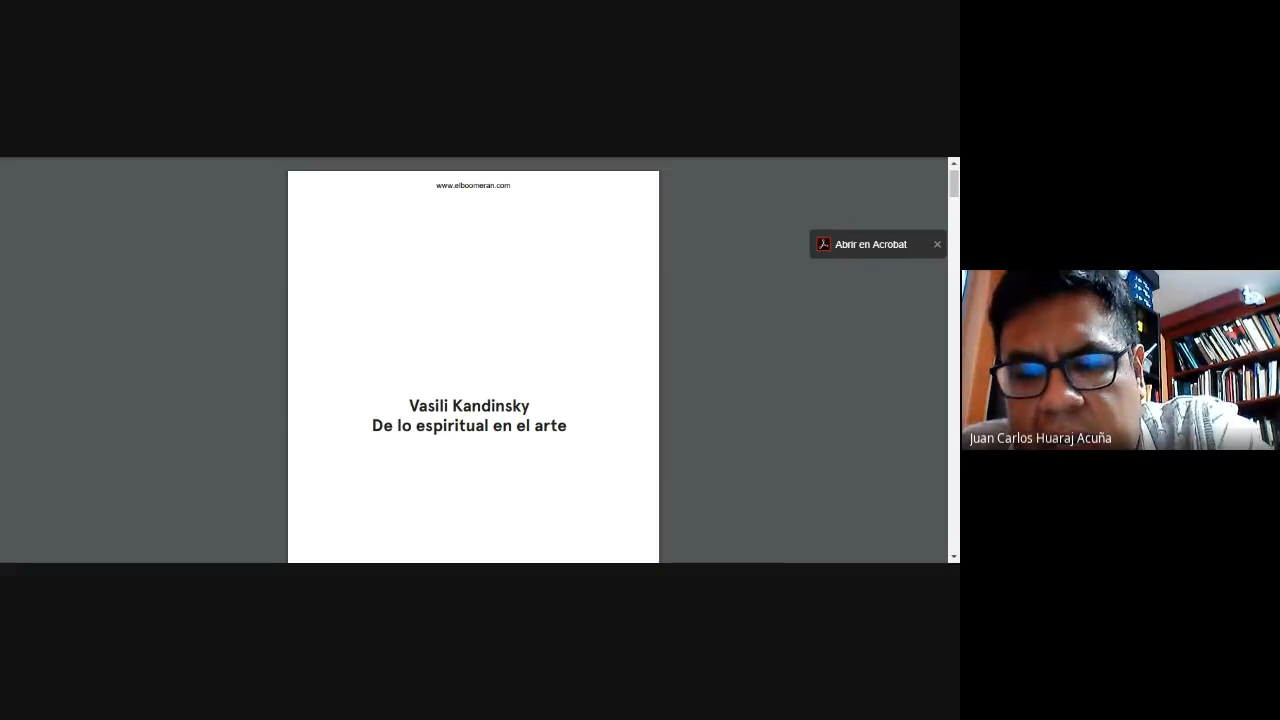 www.elboomeran.com
Abrir en Acrobat
Vasili Kandinsky
De lo espiritual en el arte
Juan Carlos Huaraj Acuña